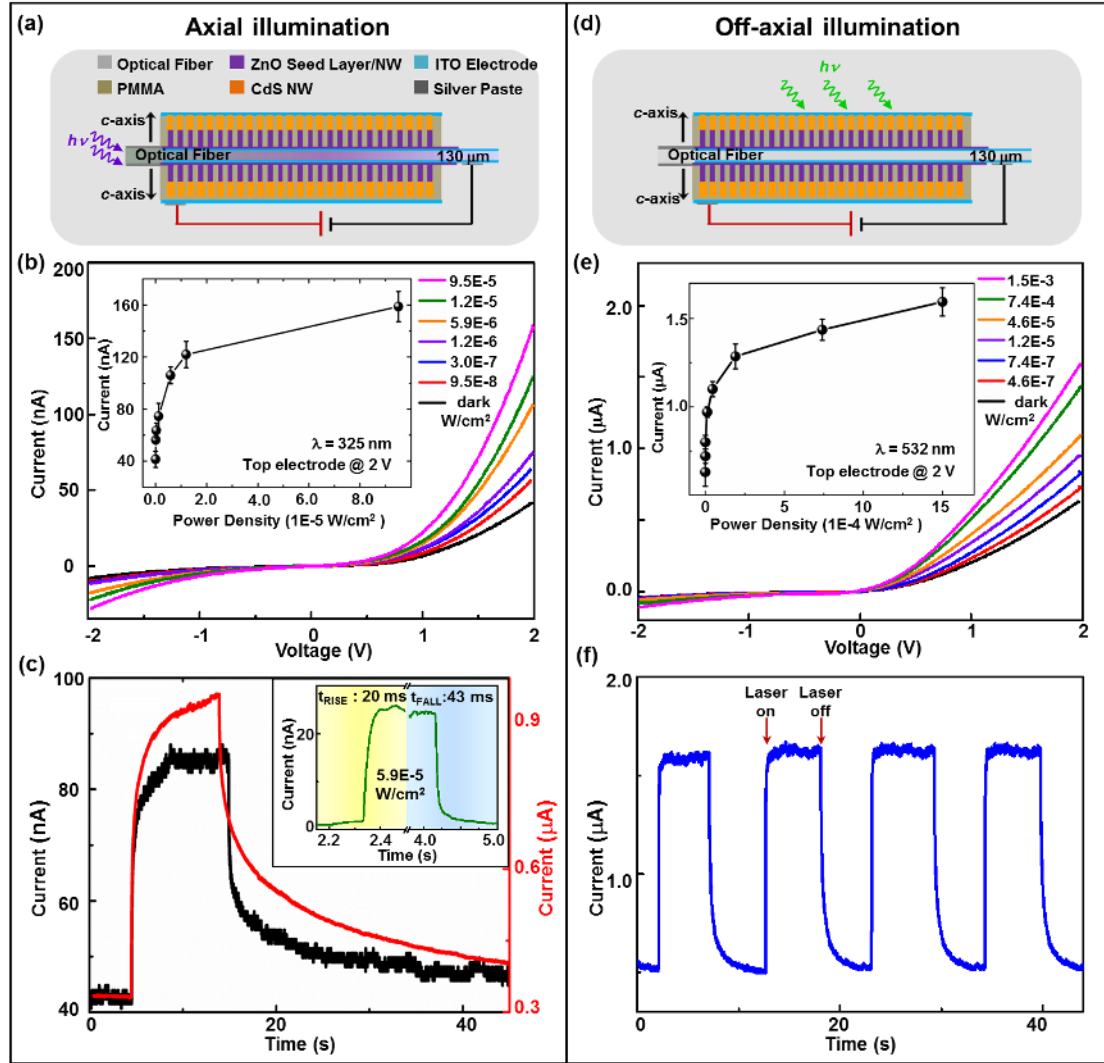 (a) Axial illumination
Optical Fiber ZnO Seed Layer/NW ITO Electrode
PMMA CdS NW Silver Paste
c-axis
hν
Optical Fiber 130 μm
c-axis
(d) Off-axial illumination
hν
c-axis
Optical Fiber 130 μm
c-axis
(b)
200
150
100
50
0
Current (nA)
-2 -1 0 1 2
Voltage (V)
160
120
80
40
Current (nA)
0.0 2.0 4.0 6.0 8.0
Power Density (1E-5 W/cm²)
λ = 325 nm
Top electrode @ 2 V
9.5E-5
1.2E-5
5.9E-6
1.2E-6
3.0E-7
9.5E-8
dark
W/cm²
(e)
2.0
1.0
0.0
Current (μA)
-2 -1 0 1 2
Voltage (V)
1.5
1.0
Current (μA)
0 5 10 15
Power Density (1E-4 W/cm²)
λ = 532 nm
Top electrode @ 2 V
1.5E-3
7.4E-4
4.6E-5
1.2E-5
7.4E-7
4.6E-7
dark
W/cm²
(c)
100
80
60
40
Current (nA)
0 20 40
Time (s)
0.9
0.6
0.3
Current (μA)
tRISE : 20 ms tFALL:43 ms
20
0
Current (nA)
5.9E-5
W/cm²
2.2 2.4 4.0 5.0
Time (s)
(f)
2.0
1.0
Current (μA)
Laser on
Laser off
0 20 40
Time (s)